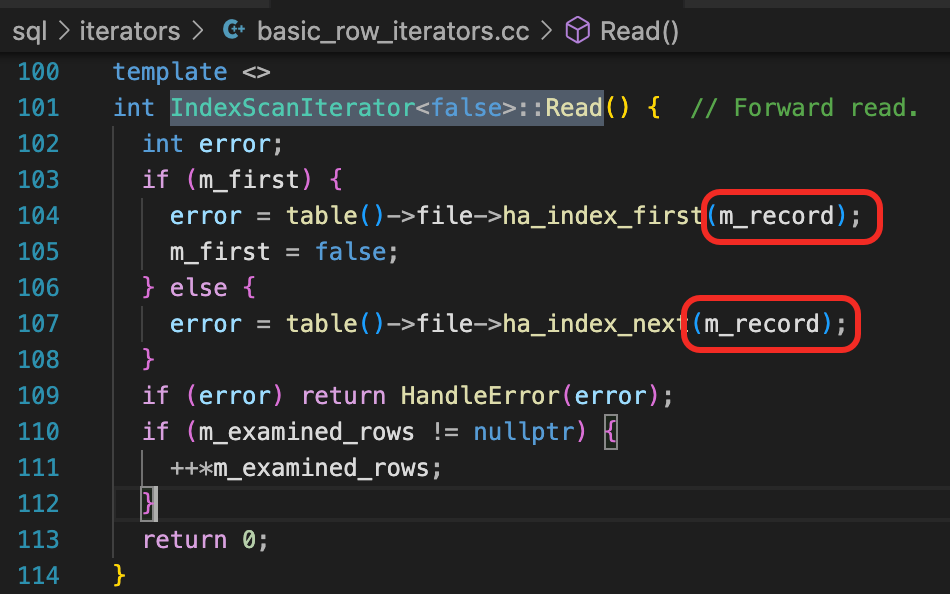 sql > iterators > C++ basic_row_iterators.cc > Read()
100 template <>
101 int IndexScanIterator<false>::Read() {  // Forward read.
102   int error;
103   if (m_first) {
104     error = table()->file->ha_index_first(m_record);
105     m_first = false;
106   } else {
107     error = table()->file->ha_index_next(m_record);
108   }
109   if (error) return HandleError(error);
110   if (m_examined_rows != nullptr) {
111     ++*m_examined_rows;
112   }
113   return 0;
114 }